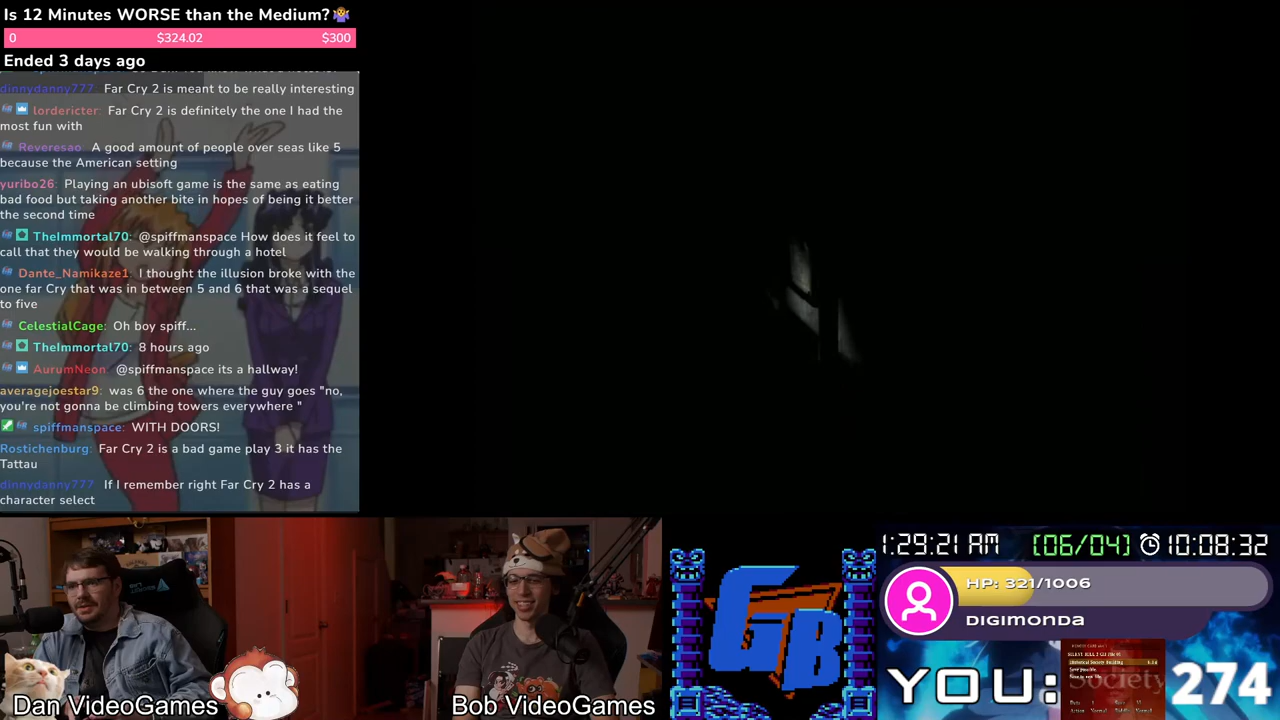 Is 12 Minutes WORSE than the Medium?🤷
0 $324.02 $300
Ended 3 days ago
dinnydanny777: Far Cry 2 is meant to be really interesting
lordericter: Far Cry 2 is definitely the one I had the
most fun with
Reveresao: A good amount of people over seas like 5
because the American setting
yuribo26: Playing an ubisoft game is the same as eating
bad food but taking another bite in hopes of being it better
the second time
TheImmortal70: @spiffmanspace How does it feel to
call that they would be walking through a hotel
Dante_Namikaze1: I thought the illusion broke with the
one far Cry that was in between 5 and 6 that was a sequel
to five
CelestialCage: Oh boy spiff...
TheImmortal70: 8 hours ago
AurumNeon: @spiffmanspace its a hallway!
averagejoestar9: was 6 the one where the guy goes "no,
you're not gonna be climbing towers everywhere "
spiffmanspace: WITH DOORS!
Rostichenburg: Far Cry 2 is a bad game play 3 it has the
Tattau
dinnydanny777: If I remember right Far Cry 2 has a
character select
Dan VideoGames
Bob VideoGames
GB
1:29:21 AM [06/04] 10:08:32
HP: 321/1006
DIGIMONDA
YOU: 274
Society